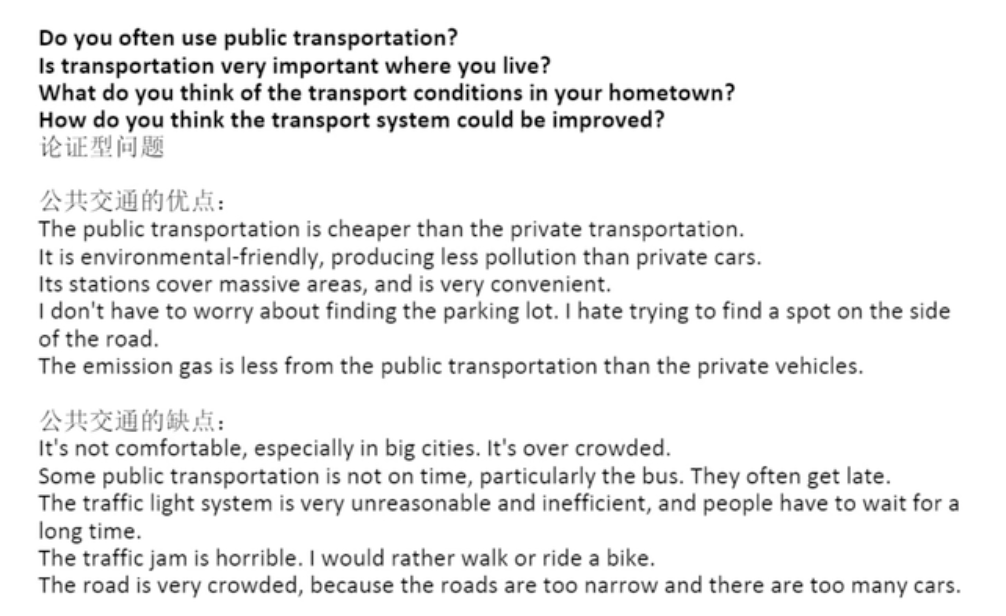 Do you often use public transportation?
Is transportation very important where you live?
What do you think of the transport conditions in your hometown?
How do you think the transport system could be improved?
论证型问题
公共交通的优点：
The public transportation is cheaper than the private transportation.
It is environmental-friendly, producing less pollution than private cars.
Its stations cover massive areas, and is very convenient.
I don't have to worry about finding the parking lot. I hate trying to find a spot on the side
of the road.
The emission gas is less from the public transportation than the private vehicles.
公共交通的缺点：
It's not comfortable, especially in big cities. It's over crowded.
Some public transportation is not on time, particularly the bus. They often get late.
The traffic light system is very unreasonable and inefficient, and people have to wait for a
long time.
The traffic jam is horrible. I would rather walk or ride a bike.
The road is very crowded, because the roads are too narrow and there are too many cars.